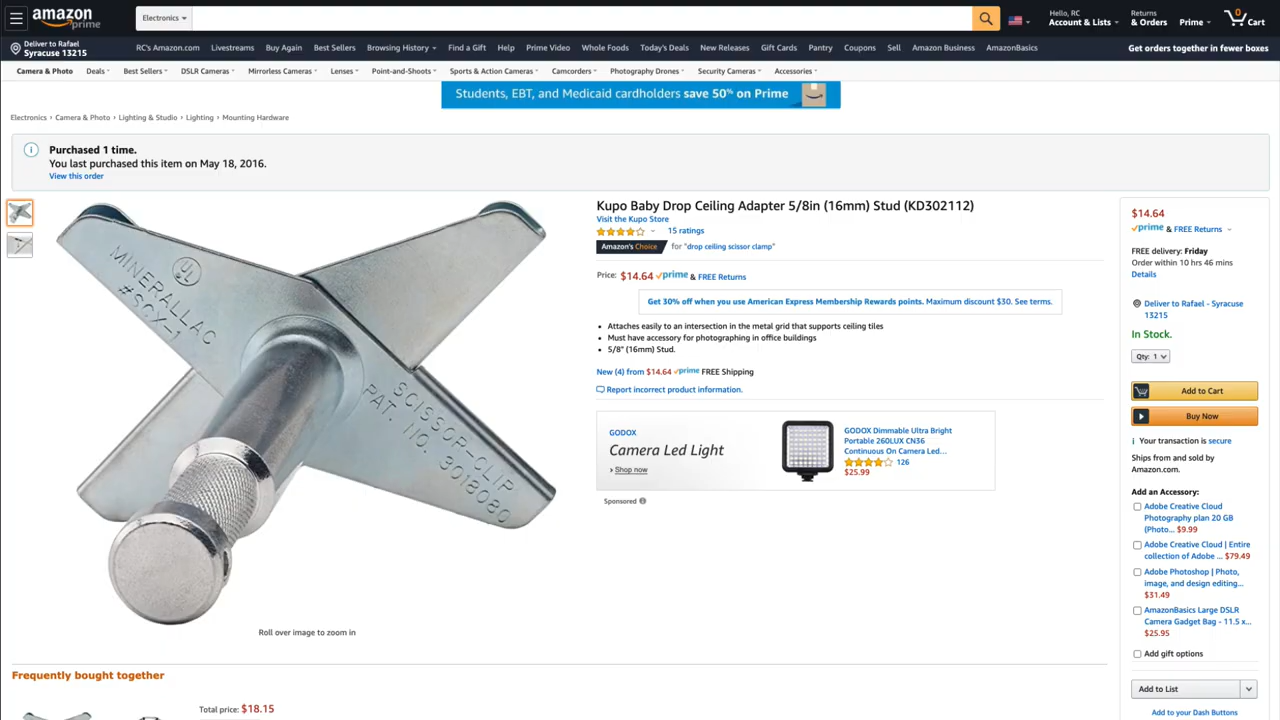 amazon
prime
Electronics
Hello, RC
Account & Lists
Returns
& Orders
Prime
0
Cart
Deliver to Rafael
Syracuse 13215
RC's Amazon.com
Livestreams
Buy Again
Best Sellers
Browsing History
Find a Gift
Help
Prime Video
Whole Foods
Today's Deals
New Releases
Gift Cards
Pantry
Coupons
Sell
Amazon Business
AmazonBasics
Get orders together in fewer boxes
Camera & Photo
Deals
Best Sellers
DSLR Cameras
Mirrorless Cameras
Lenses
Point-and-Shoots
Sports & Action Cameras
Camcorders
Photography Drones
Security Cameras
Accessories
Students, EBT, and Medicaid cardholders save 50% on Prime
Electronics › Camera & Photo › Lighting & Studio › Lighting › Mounting Hardware
i
Purchased 1 time.
You last purchased this item on May 18, 2016.
View this order
MINERALLAC
#SCX-1
UL
SCISSOR-CLIP
PAT. NO. 3018080
Roll over image to zoom in
Kupo Baby Drop Ceiling Adapter 5/8in (16mm) Stud (KD302112)
Visit the Kupo Store
15 ratings
Amazon's Choice for "drop ceiling scissor clamp"
Price: $14.64 prime & FREE Returns
Get 30% off when you use American Express Membership Rewards points. Maximum discount $30. See terms.
• Attaches easily to an intersection in the metal grid that supports ceiling tiles
• Must have accessory for photographing in office buildings
• 5/8" (16mm) Stud.
New (4) from $14.64 prime FREE Shipping
Report incorrect product information.
GODOX
Camera Led Light
› Shop now
GODOX Dimmable Ultra Bright
Portable 260LUX CN36
Continuous On Camera Led...
126
$25.99
Sponsored
$14.64
prime & FREE Returns
FREE delivery: Friday
Order within 10 hrs 46 mins
Details
Deliver to Rafael - Syracuse
13215
In Stock.
Qty: 1
Add to Cart
Buy Now
i Your transaction is secure
Ships from and sold by
Amazon.com.
Add an Accessory:
Adobe Creative Cloud
Photography plan 20 GB
(Photo... $9.99
Adobe Creative Cloud | Entire
collection of Adobe ... $79.49
Adobe Photoshop | Photo,
image, and design editing...
$31.49
AmazonBasics Large DSLR
Camera Gadget Bag - 11.5 x...
$25.95
Add gift options
Add to List
Add to your Dash Buttons
Frequently bought together
Total price: $18.15